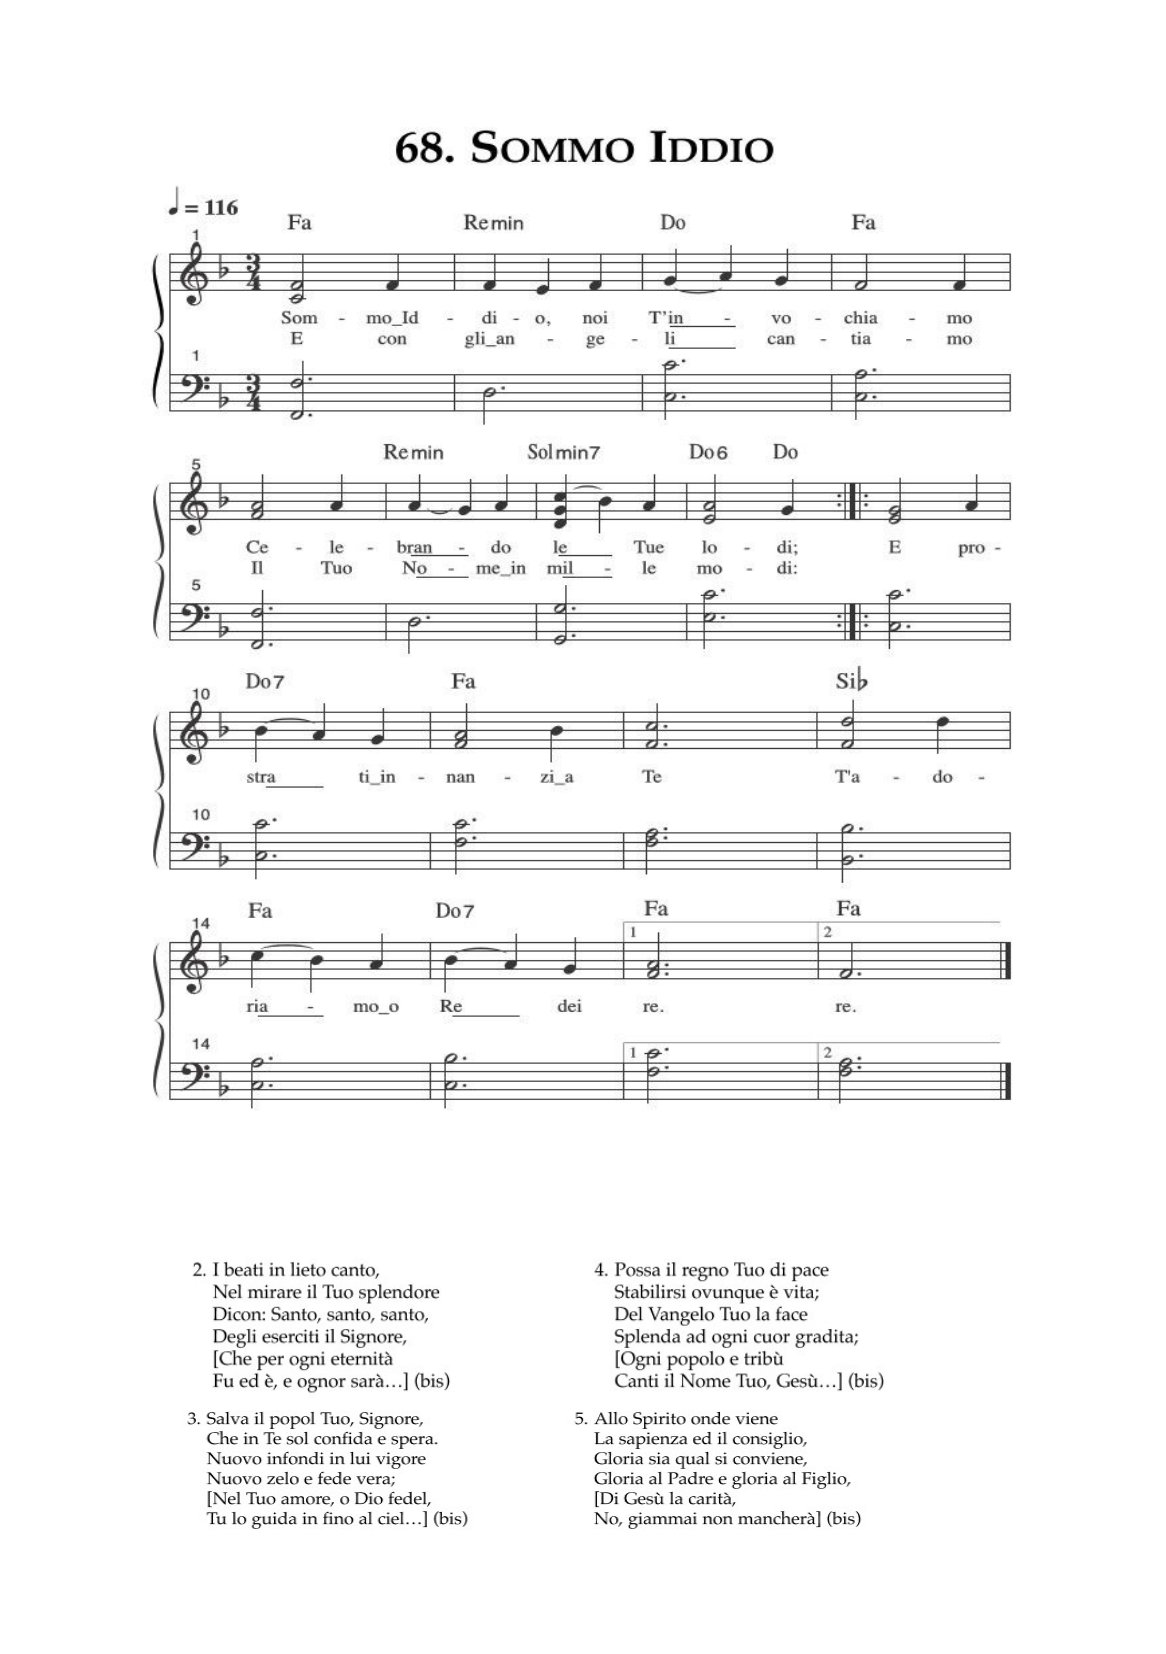 68. Sommo Iddio
♩ = 116
Fa Remin Do Fa
1
3 4
Som - mo_Id - di - o, noi T'in - vo - chia - mo
E con gli_an - ge - li can - tia - mo
1
3 4
Remin Solmin7 Do6 Do
5
Ce - le - bran - do le Tue lo - di; E pro -
Il Tuo No - me_in mil - le mo - di:
5
Do7 Fa Si♭
10
stra ti_in - nan - zi_a Te T'a - do -
10
Fa Do7 Fa Fa
14 1 2
ria - mo_o Re dei re. re.
14 1 2
2. I beati in lieto canto,
Nel mirare il Tuo splendore
Dicon: Santo, santo, santo,
Degli eserciti il Signore,
[Che per ogni eternità
Fu ed è, e ognor sarà…] (bis)
3. Salva il popol Tuo, Signore,
Che in Te sol confida e spera.
Nuovo infondi in lui vigore
Nuovo zelo e fede vera;
[Nel Tuo amore, o Dio fedel,
Tu lo guida in fino al ciel…] (bis)
4. Possa il regno Tuo di pace
Stabilirsi ovunque è vita;
Del Vangelo Tuo la face
Splenda ad ogni cuor gradita;
[Ogni popolo e tribù
Canti il Nome Tuo, Gesù…] (bis)
5. Allo Spirito onde viene
La sapienza ed il consiglio,
Gloria sia qual si conviene,
Gloria al Padre e gloria al Figlio,
[Di Gesù la carità,
No, giammai non mancherà] (bis)